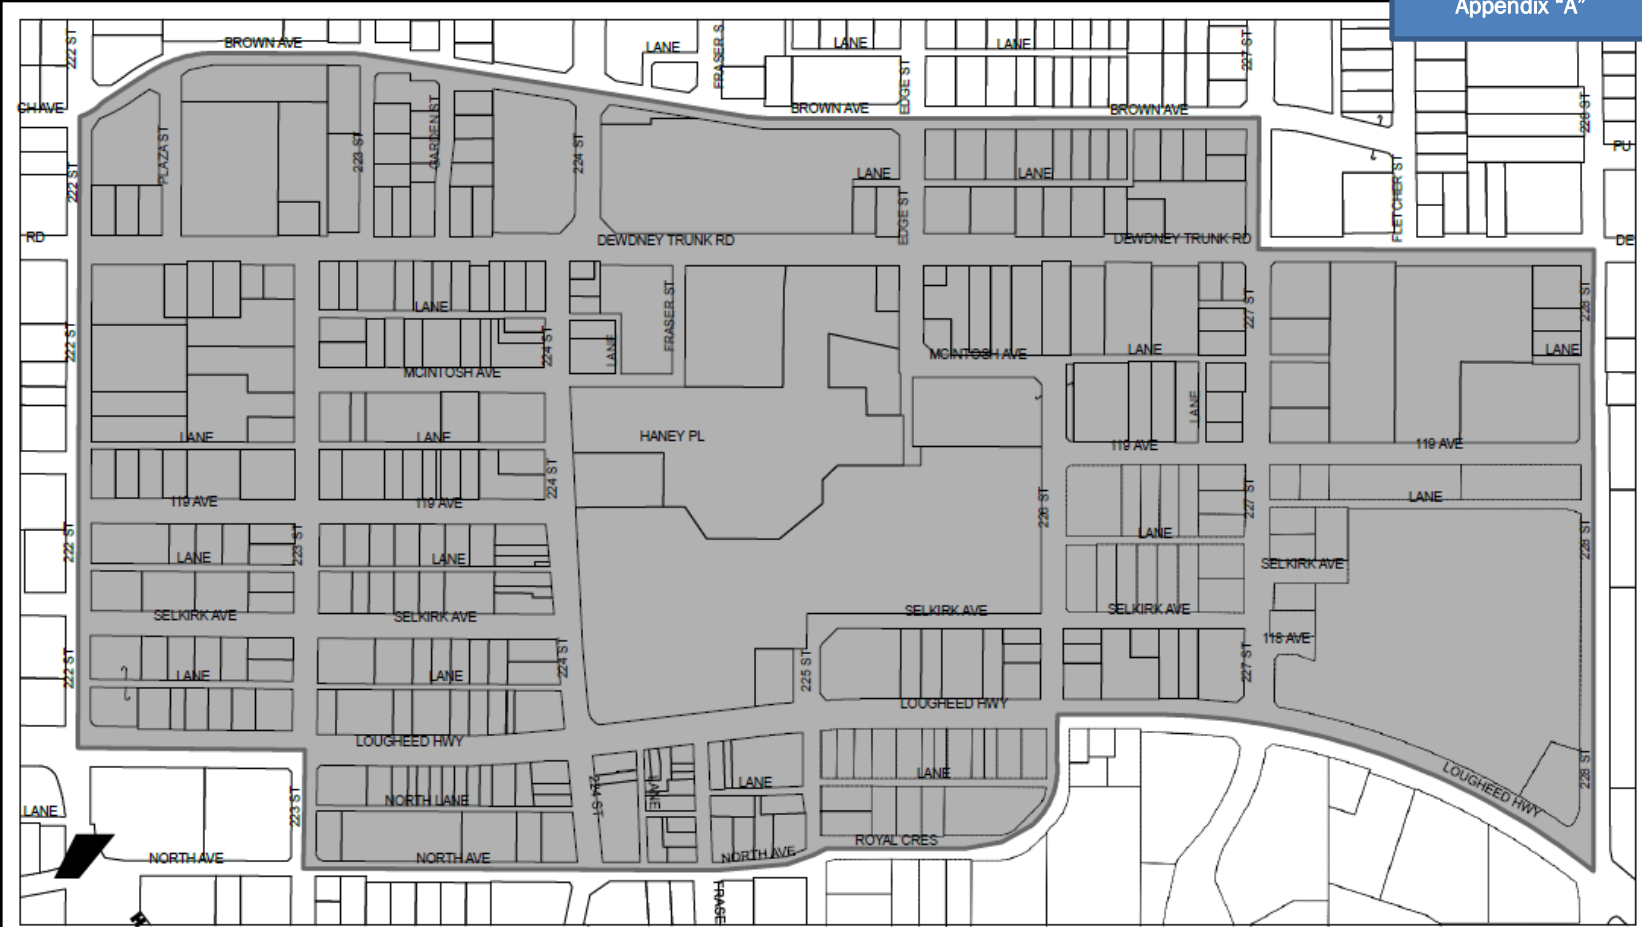 Appendix "A"
222 ST
BROWN AVE
LANE
FRASER S
LANE
LANE
227 ST
CH AVE
EDGE ST
BROWN AVE
BROWN AVE
228 ST
PLAZA ST
223 ST
GARDEN ST
224 ST
222 ST
LANE
LANE
FLETCHER ST
PU
RD
EDGE ST
DEWDNEY TRUNK RD
DEWDNEY TRUNK RD
DE
LANE
FRASER ST
227 ST
228 ST
222 ST
224 ST
LANE
MCINTOSH AVE
LANE
LANE
MCINTOSH AVE
LANE
LANE
LANE
HANEY PL
119 AVE
119 AVE
224 ST
119 AVE
119 AVE
226 ST
227 ST
LANE
222 ST
LANE
223 ST
LANE
LANE
SELKIRK AVE
228 ST
SELKIRK AVE
SELKIRK AVE
SELKIRK AVE
SELKIRK AVE
118 AVE
222 ST
LANE
LANE
224 ST
225 ST
227 ST
LOUGHEED HWY
LOUGHEED HWY
LANE
NORTH LANE
224 ST
LANE
LANE
LANE
LOUGHEED HWY
228 ST
223 ST
NORTH AVE
NORTH AVE
NORTH AVE
ROYAL CRES
FRASE